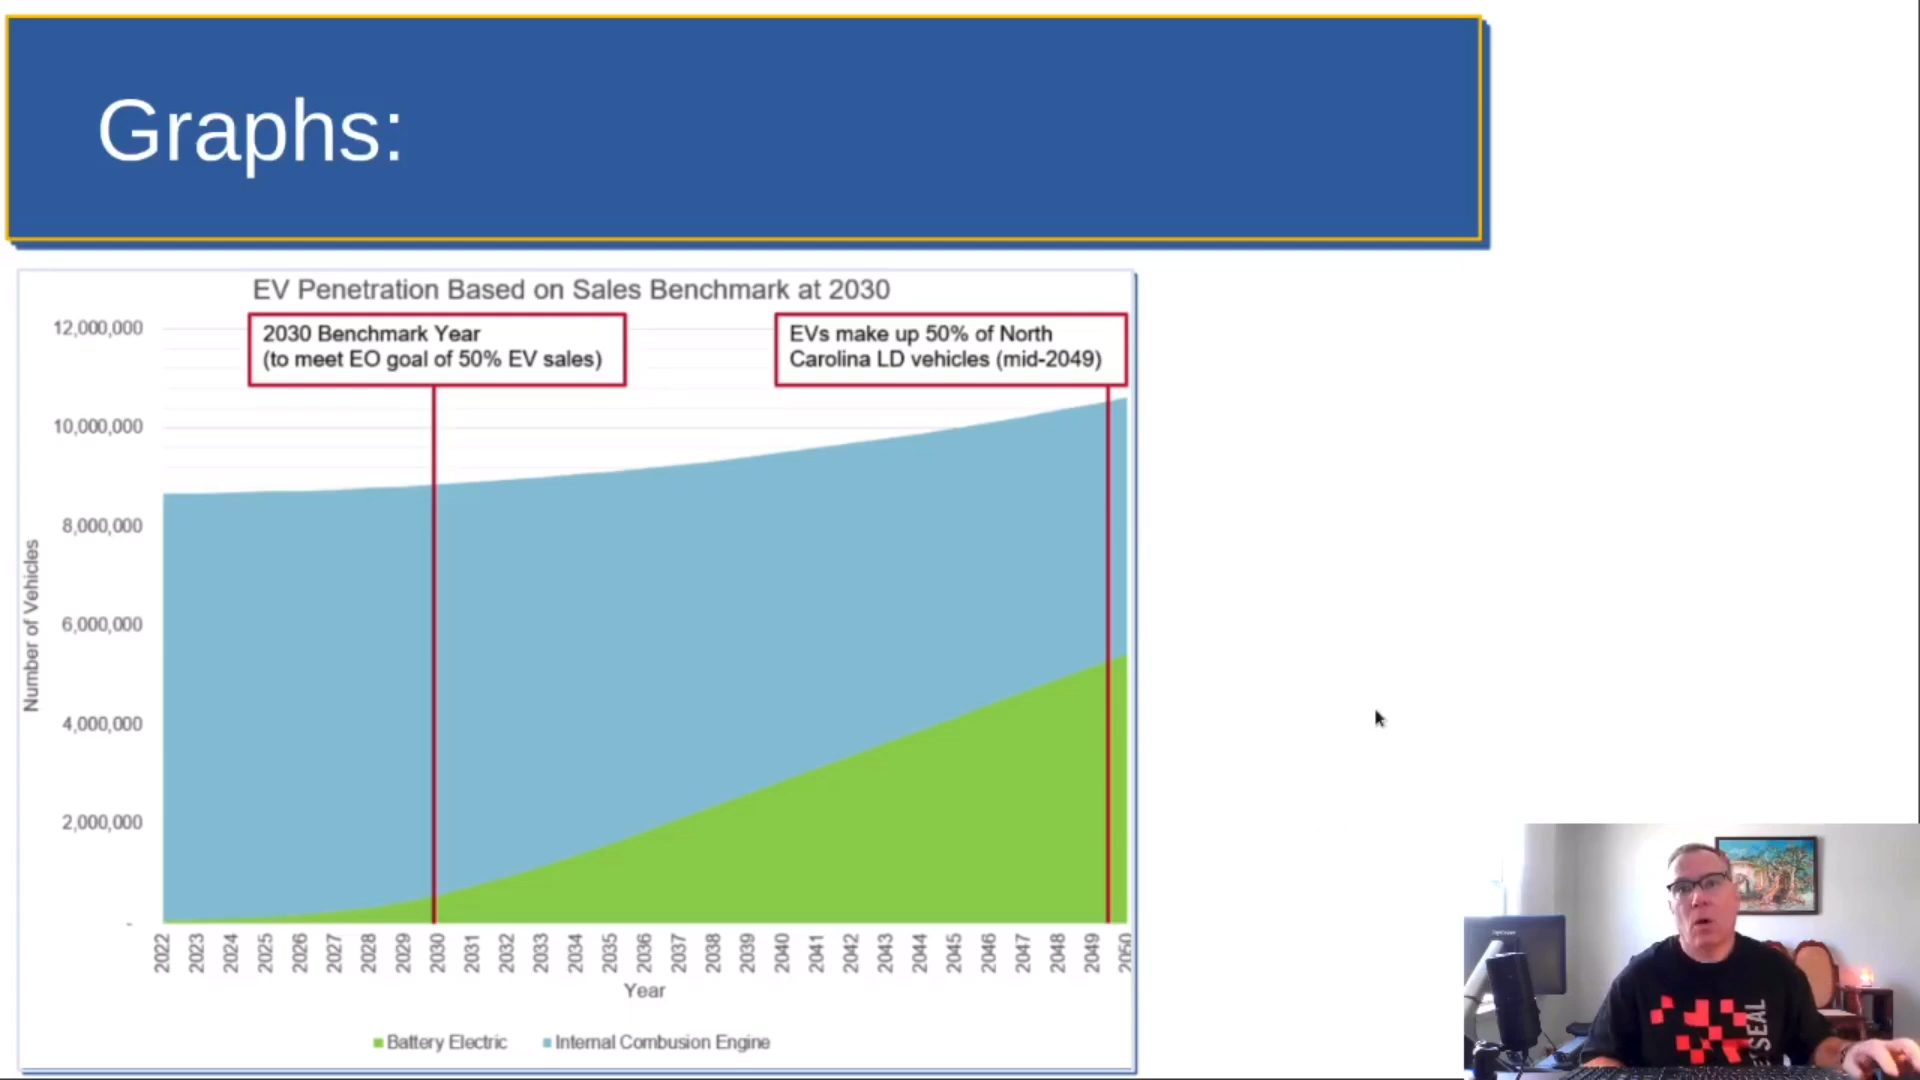 Graphs:
EV Penetration Based on Sales Benchmark at 2030
2030 Benchmark Year
(to meet EO goal of 50% EV sales)
EVs make up 50% of North
Carolina LD vehicles (mid-2049)
12,000,000
10,000,000
8,000,000
6,000,000
4,000,000
2,000,000
-
Number of Vehicles
2022 2023 2024 2025 2026 2027 2028 2029 2030 2031 2032 2033 2034 2035 2036 2037 2038 2039 2040 2041 2042 2043 2044 2045 2046 2047 2048 2049 2050
Year
Battery Electric Internal Combusion Engine
SEAL